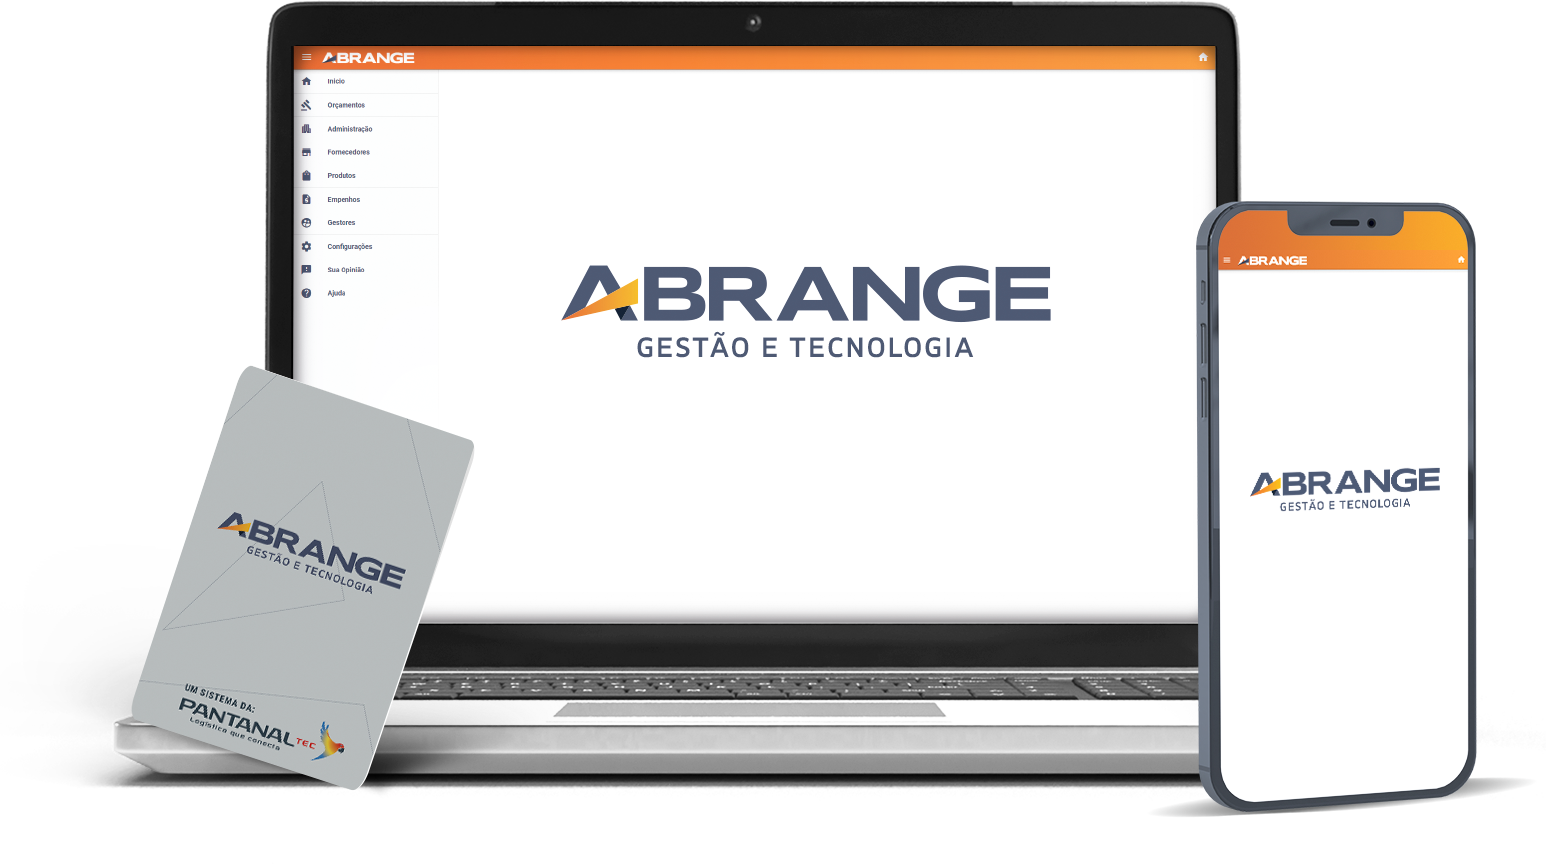 ABRANGE
Início
Orçamentos
Administração
Fornecedores
Produtos
Empenhos
Gestores
Configurações
Sua Opinião
Ajuda
ABRANGE
GESTÃO E TECNOLOGIA
ABRANGE
ABRANGE
GESTÃO E TECNOLOGIA
ABRANGE
GESTÃO E TECNOLOGIA
UM SISTEMA DA:
PANTANAL TEC
Logística que conecta